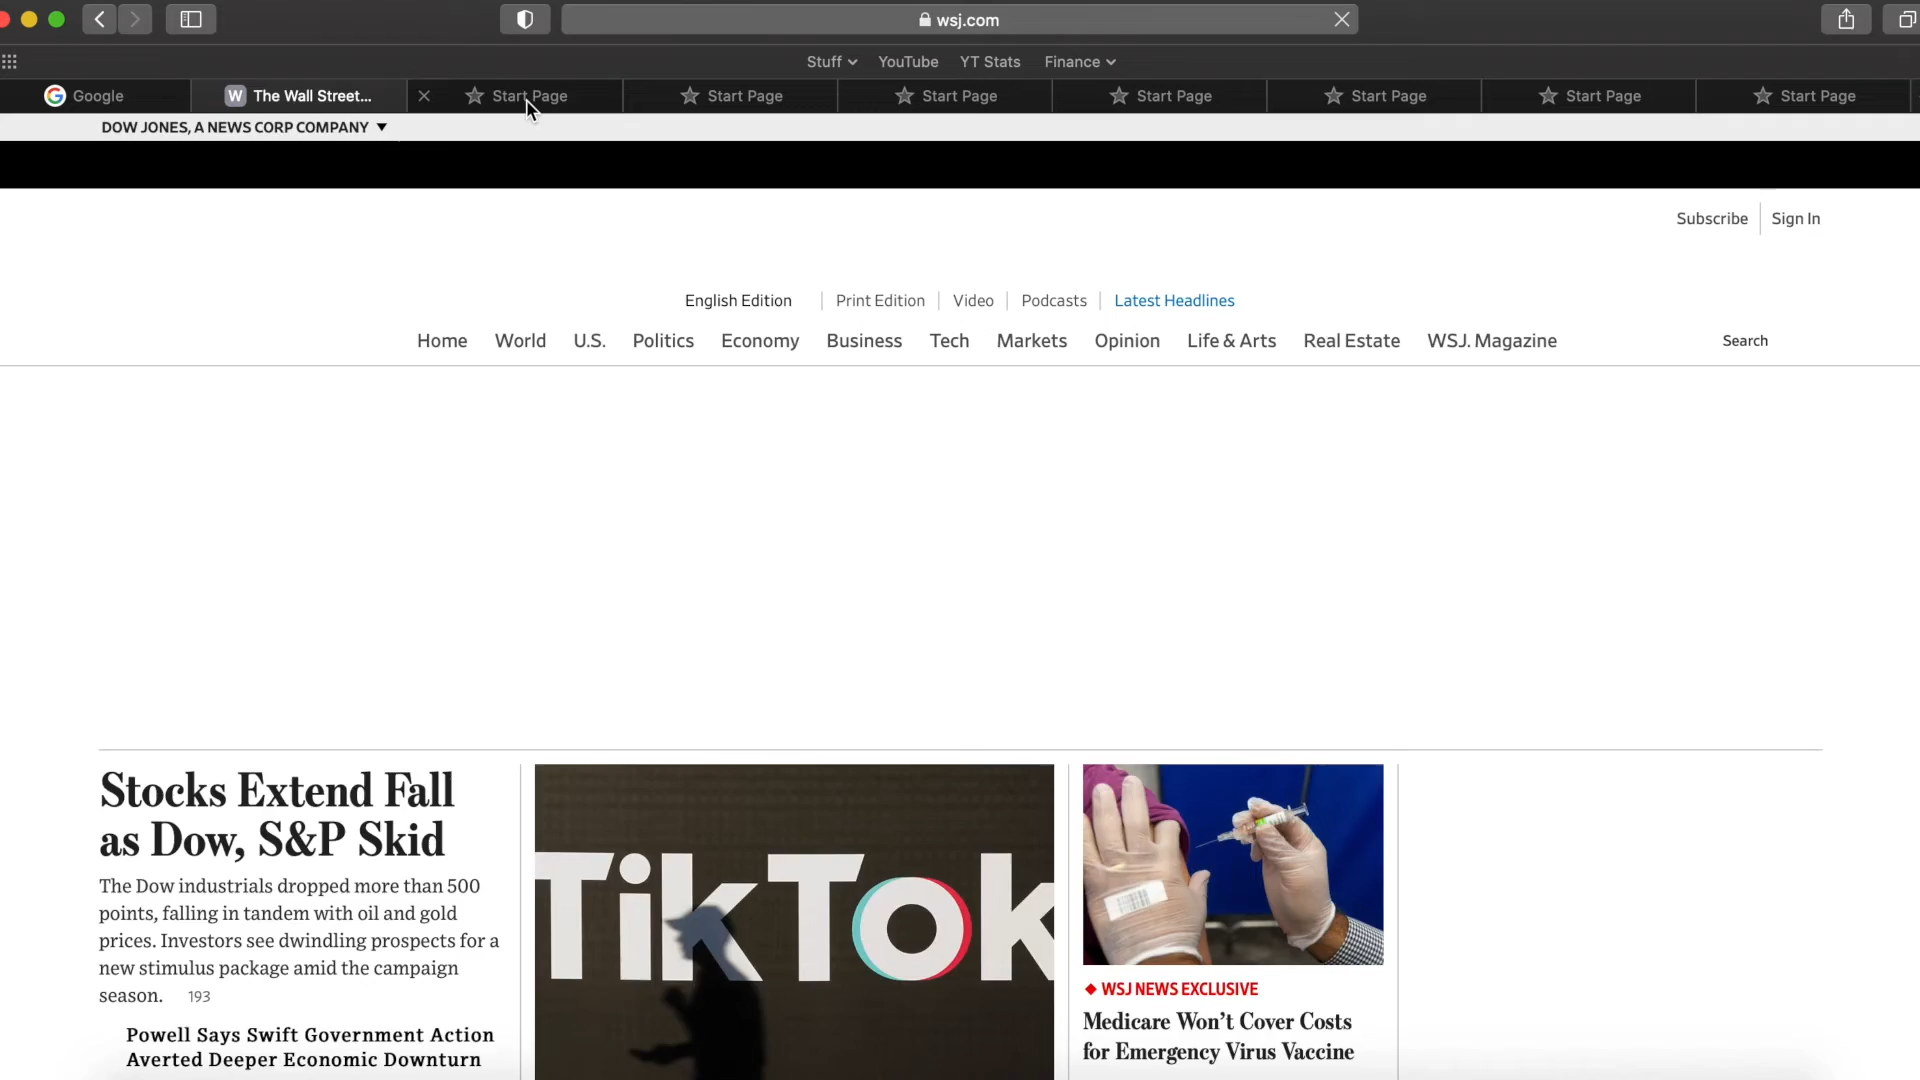 wsj.com
Stuff YouTube YT Stats Finance
Google The Wall Street... Start Page Start Page Start Page Start Page Start Page Start Page Start Page
DOW JONES, A NEWS CORP COMPANY
Subscribe Sign In
English Edition Print Edition Video Podcasts Latest Headlines
Home World U.S. Politics Economy Business Tech Markets Opinion Life & Arts Real Estate WSJ. Magazine Search
Stocks Extend Fall
as Dow, S&P Skid
The Dow industrials dropped more than 500
points, falling in tandem with oil and gold
prices. Investors see dwindling prospects for a
new stimulus package amid the campaign
season. 193
Powell Says Swift Government Action
Averted Deeper Economic Downturn
TikTok
WSJ NEWS EXCLUSIVE
Medicare Won't Cover Costs
for Emergency Virus Vaccine